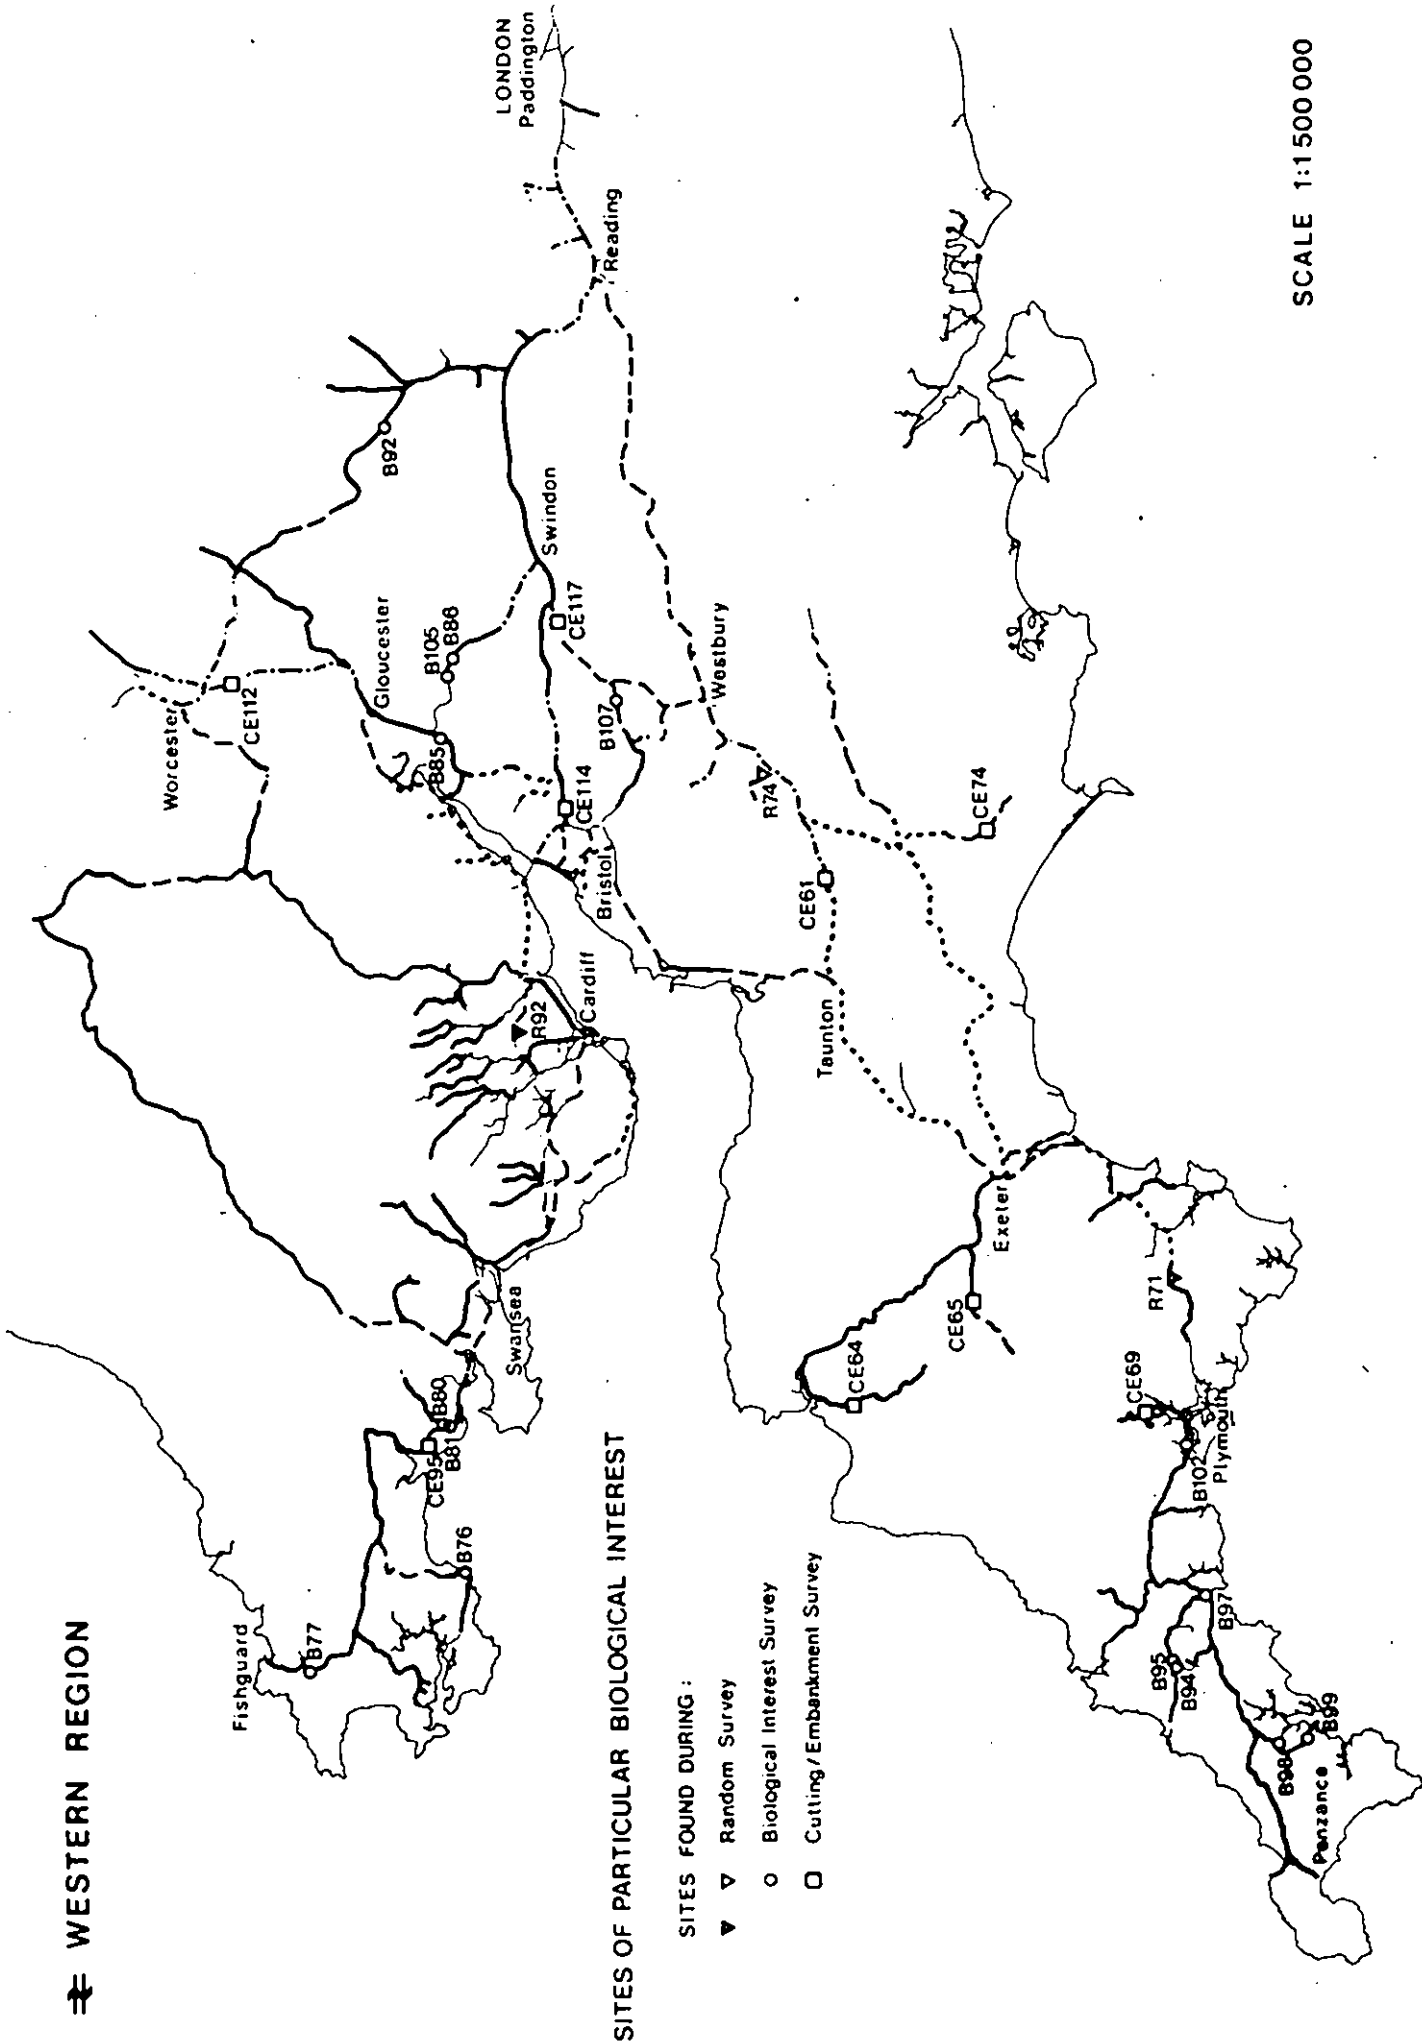 WESTERN REGION
SITES OF PARTICULAR BIOLOGICAL INTEREST
SITES FOUND DURING :
Random Survey
Biological Interest Survey
Cutting/Embankment Survey
SCALE 1:1500000
LONDON
Paddington
Reading
Swindon
B92
Worcester
CE112
Gloucester
B105
B86
B85
CE117
B107
CE114
Bristol
Westbury
R74
CE74
CE61
Taunton
R92
Cardiff
Swansea
B80
B81
CE95
B76
Fishguard
B77
Exeter
CE65
CE64
R71
CE69
Plymouth
B102
B97
B95
B94
B98
B99
Penzance